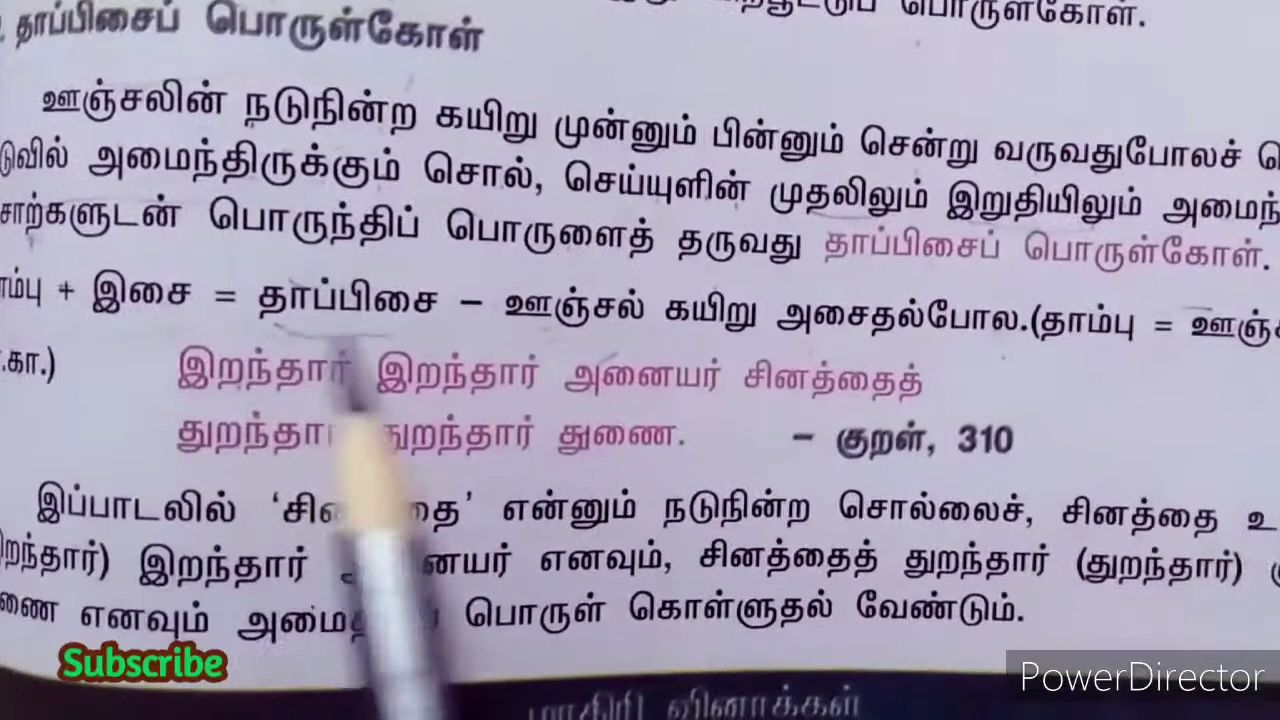 பொருள்கோள்.
தாப்பிசைப் பொருள்கோள்
ஊஞ்சலின் நடுநின்ற கயிறு முன்னும் பின்னும் சென்று வருவதுபோலச்
அமைந்திருக்கும் சொல், செய்யுளின் முதலிலும் இறுதியிலும்
பொருந்திப் பொருளைத் தருவது தாப்பிசைப் பொருள்கோள்.
+ இசை = தாப்பிசை – ஊஞ்சல் கயிறு அசைதல்போல.(தாம்பு =
இறந்தார் இறந்தார் அனையர் சினத்தைத்
துறந்தார் துணை. – குறள், 310
இப்பாடலில் என்னும் நடுநின்ற சொல்லைச், சினத்தை
இறந்தார் எனவும், சினத்தைத் துறந்தார் (துறந்தார்)
எனவும் பொருள் கொள்ளுதல் வேண்டும்.
Subscribe
PowerDirector
மாதிரி வினாக்கள்